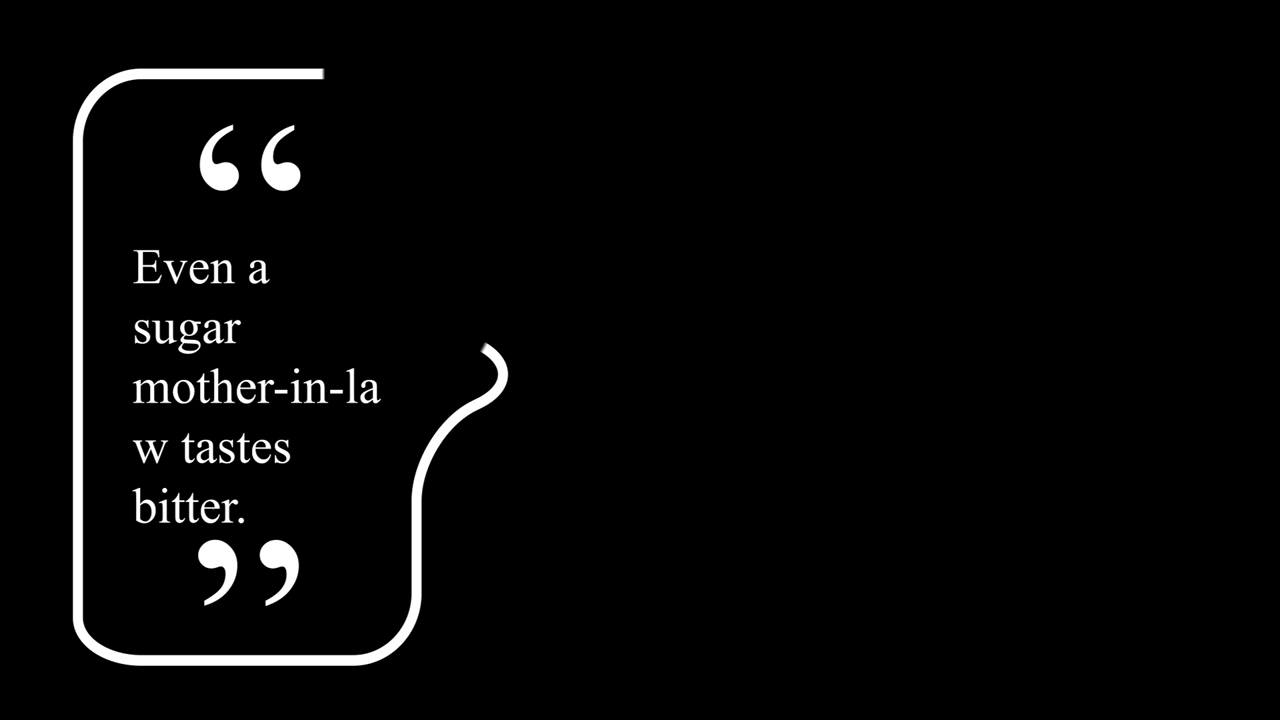 “
Even a
sugar
mother-in-la
w tastes
bitter.
”